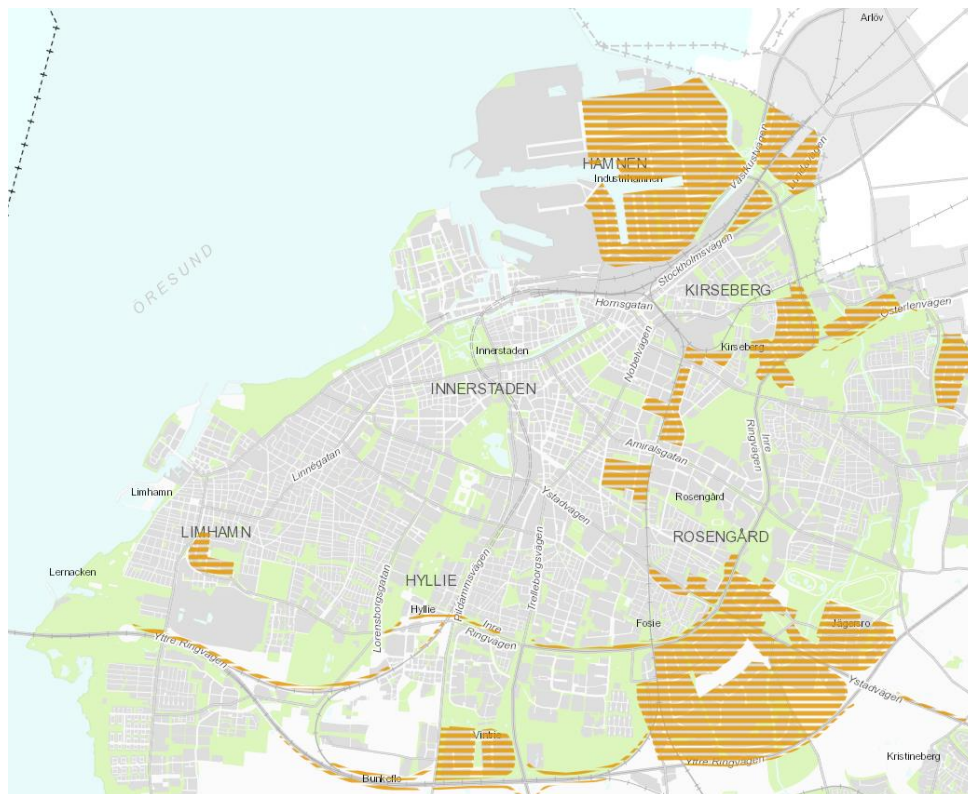 Arlöv
HAMNEN
Industrihamnen
Västkustvägen
Lundavägen
ÖRESUND
Stockholmsvägen
KIRSEBERG
Hornsgatan
Österlenvägen
Innerstaden
Nobelvägen
Kirseberg
INNERSTADEN
Linnégatan
Amiralsgatan
Inre
Ringvägen
Limhamn
Ystadvägen
Rosengård
LIMHAMN
ROSENGÅRD
Lernacken
HYLLIE
Lorensborgsgatan
Pildammsvägen
Trelleborgsvägen
Hyllie
Inre
Ringvägen
Fosie
Jägersro
Yttre Ringvägen
Ystadvägen
Vintrie
Yttre Ringvägen
Kristineberg
Bunkeflo